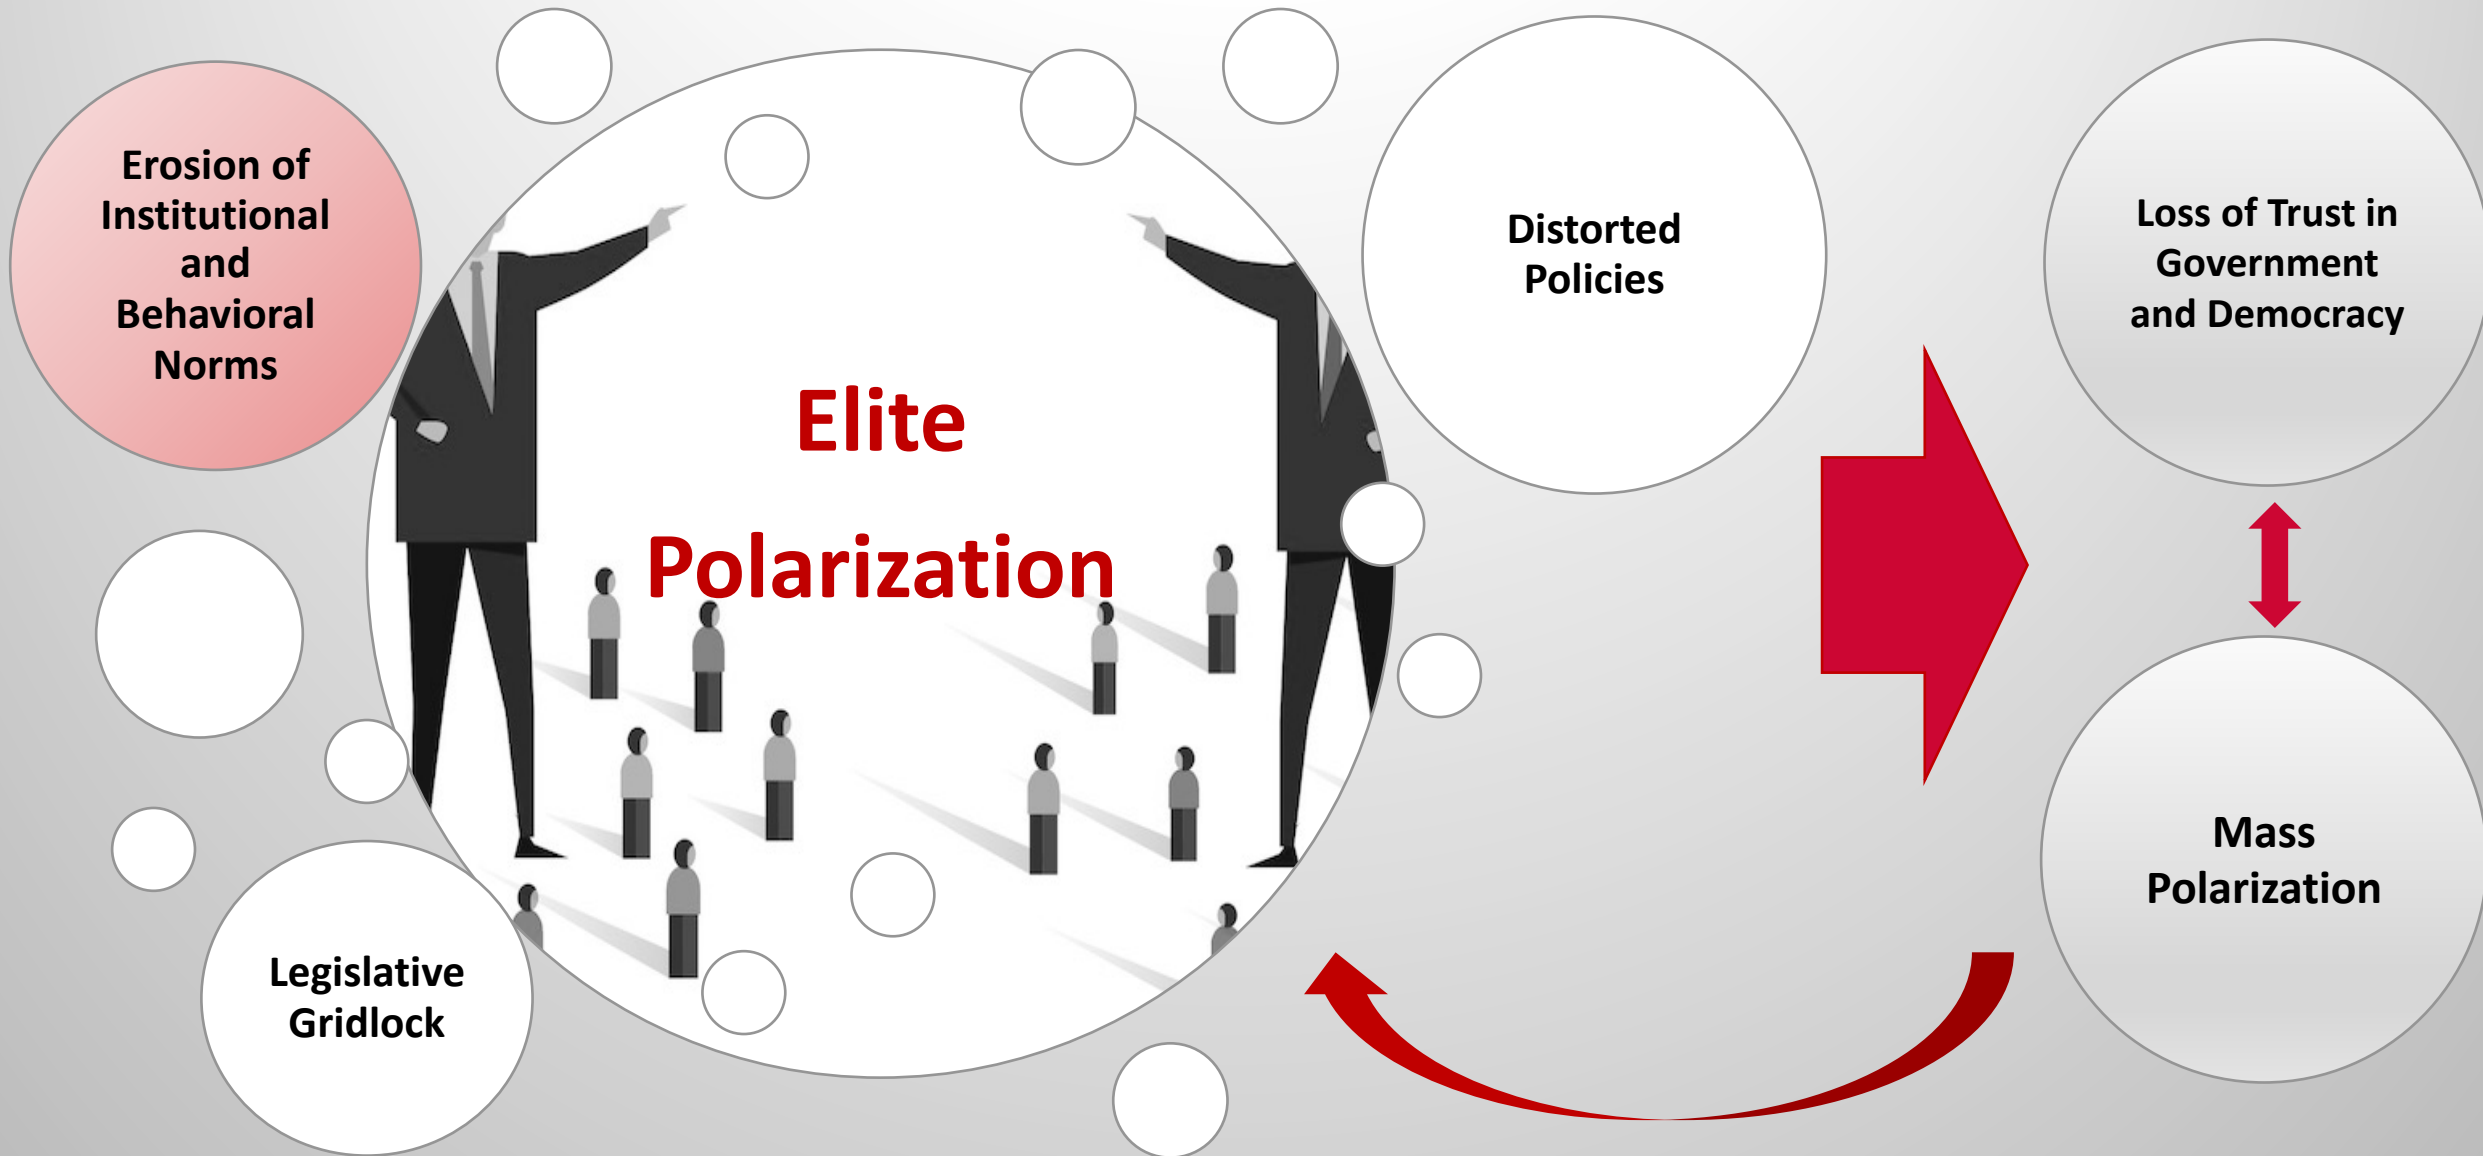 Erosion of
Institutional
and
Behavioral
Norms
Elite
Polarization
Legislative
Gridlock
Distorted
Policies
Loss of Trust in
Government
and Democracy
Mass
Polarization